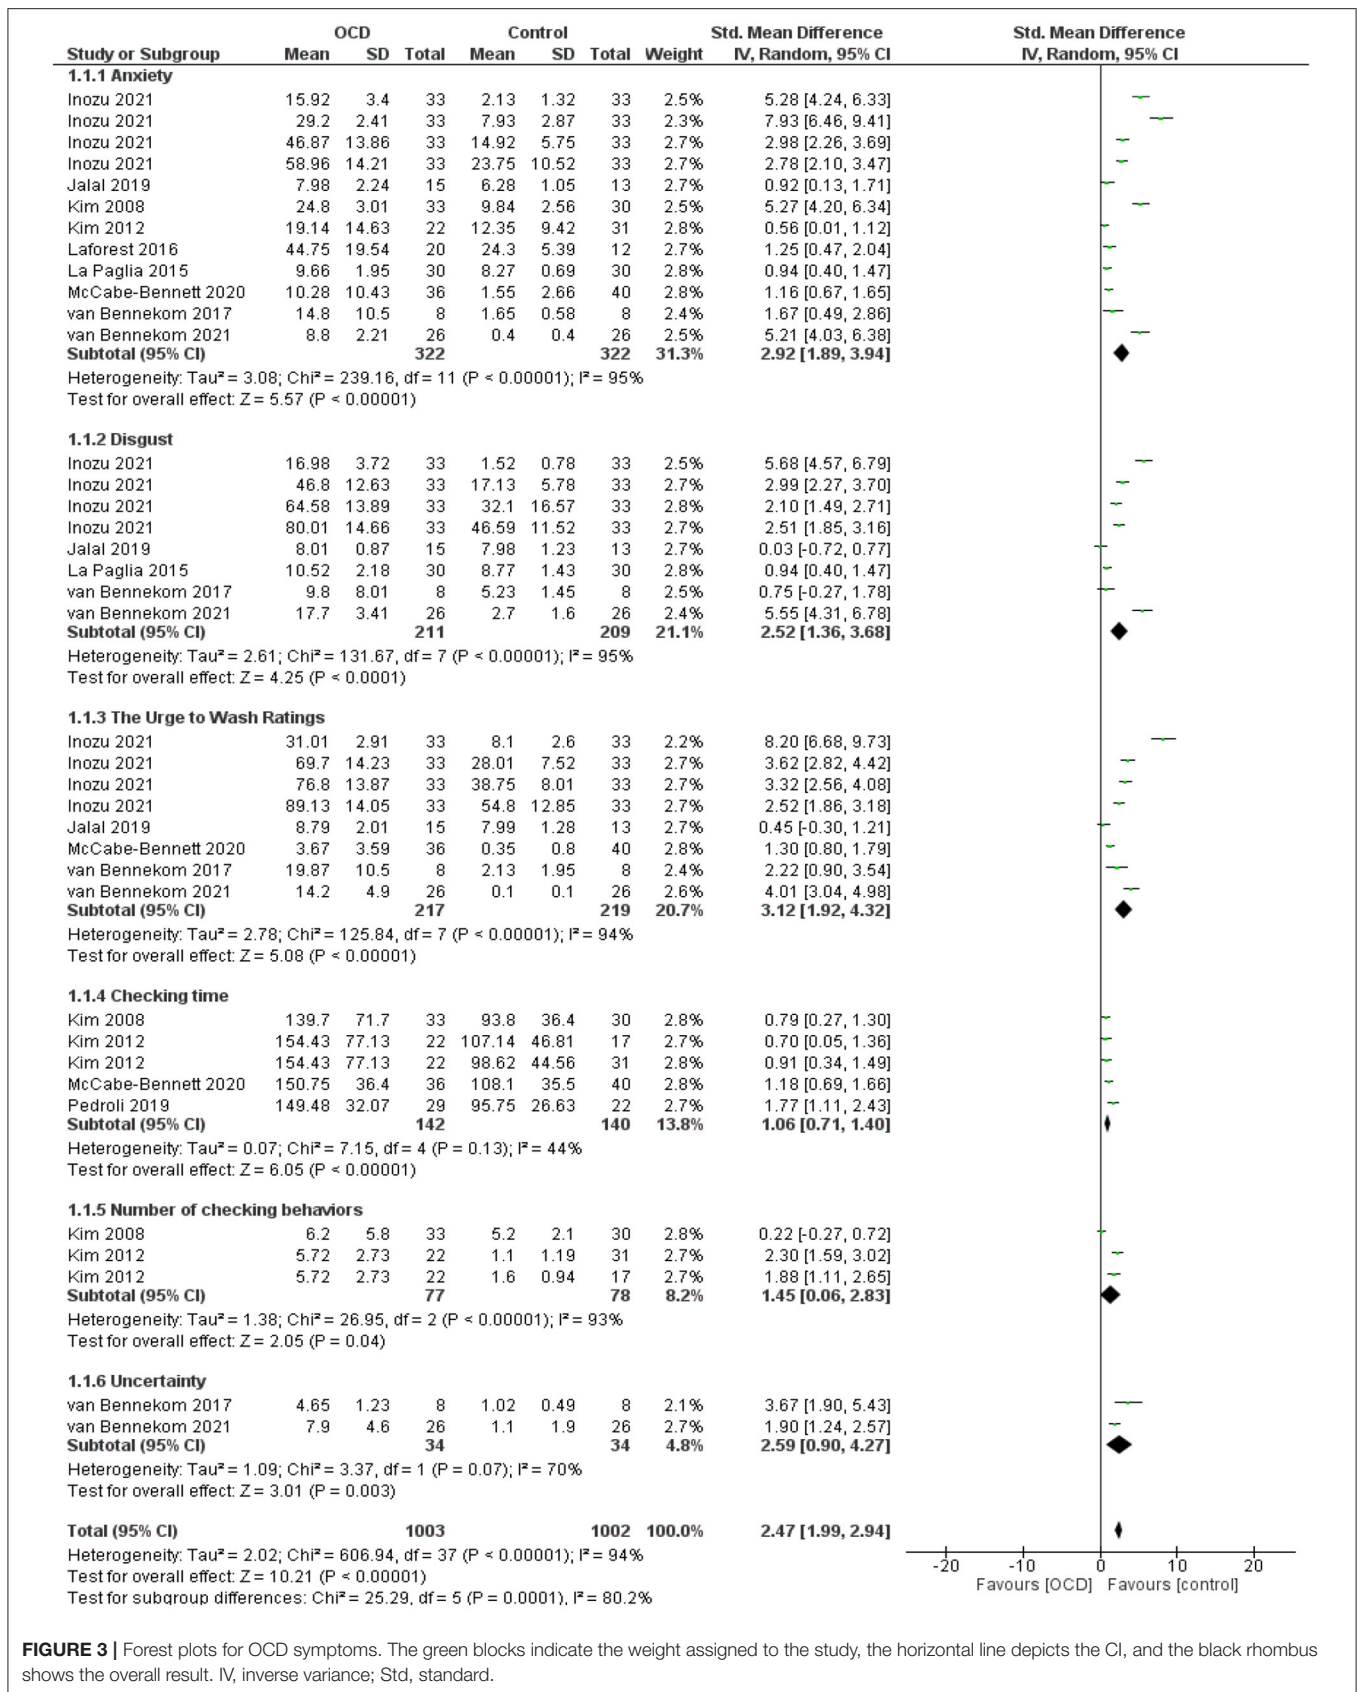 OCD Control Std. Mean Difference Std. Mean Difference
Study or Subgroup Mean SD Total Mean SD Total Weight IV, Random, 95% CI IV, Random, 95% CI
1.1.1 Anxiety
Inozu 2021 15.92 3.4 33 2.13 1.32 33 2.5% 5.28 [4.24, 6.33]
Inozu 2021 29.2 2.41 33 7.93 2.87 33 2.3% 7.93 [6.46, 9.41]
Inozu 2021 46.87 13.86 33 14.92 5.75 33 2.7% 2.98 [2.26, 3.69]
Inozu 2021 58.96 14.21 33 23.75 10.52 33 2.7% 2.78 [2.10, 3.47]
Jalal 2019 7.98 2.24 15 6.28 1.05 13 2.7% 0.92 [0.13, 1.71]
Kim 2008 24.8 3.01 33 9.84 2.56 30 2.5% 5.27 [4.20, 6.34]
Kim 2012 19.14 14.63 22 12.35 9.42 31 2.8% 0.56 [0.01, 1.12]
Laforest 2016 44.75 19.54 20 24.3 5.39 12 2.7% 1.25 [0.47, 2.04]
La Paglia 2015 9.66 1.95 30 8.27 0.69 30 2.8% 0.94 [0.40, 1.47]
McCabe-Bennett 2020 10.28 10.43 36 1.55 2.66 40 2.8% 1.16 [0.67, 1.65]
van Bennekom 2017 14.8 10.5 8 1.65 0.58 8 2.4% 1.67 [0.49, 2.86]
van Bennekom 2021 8.8 2.21 26 0.4 0.4 26 2.5% 5.21 [4.03, 6.38]
Subtotal (95% CI) 322 322 31.3% 2.92 [1.89, 3.94]
Heterogeneity: Tau² = 3.08; Chi² = 239.16, df = 11 (P < 0.00001); I² = 95%
Test for overall effect: Z = 5.57 (P < 0.00001)
1.1.2 Disgust
Inozu 2021 16.98 3.72 33 1.52 0.78 33 2.5% 5.68 [4.57, 6.79]
Inozu 2021 46.8 12.63 33 17.13 5.78 33 2.7% 2.99 [2.27, 3.70]
Inozu 2021 64.58 13.89 33 32.1 16.57 33 2.8% 2.10 [1.49, 2.71]
Inozu 2021 80.01 14.66 33 46.59 11.52 33 2.7% 2.51 [1.85, 3.16]
Jalal 2019 8.01 0.87 15 7.98 1.23 13 2.7% 0.03 [-0.72, 0.77]
La Paglia 2015 10.52 2.18 30 8.77 1.43 30 2.8% 0.94 [0.40, 1.47]
van Bennekom 2017 9.8 8.01 8 5.23 1.45 8 2.5% 0.75 [-0.27, 1.78]
van Bennekom 2021 17.7 3.41 26 2.7 1.6 26 2.4% 5.55 [4.31, 6.78]
Subtotal (95% CI) 211 209 21.1% 2.52 [1.36, 3.68]
Heterogeneity: Tau² = 2.61; Chi² = 131.67, df = 7 (P < 0.00001); I² = 95%
Test for overall effect: Z = 4.25 (P < 0.0001)
1.1.3 The Urge to Wash Ratings
Inozu 2021 31.01 2.91 33 8.1 2.6 33 2.2% 8.20 [6.68, 9.73]
Inozu 2021 69.7 14.23 33 28.01 7.52 33 2.7% 3.62 [2.82, 4.42]
Inozu 2021 76.8 13.87 33 38.75 8.01 33 2.7% 3.32 [2.56, 4.08]
Inozu 2021 89.13 14.05 33 54.8 12.85 33 2.7% 2.52 [1.86, 3.18]
Jalal 2019 8.79 2.01 15 7.99 1.28 13 2.7% 0.45 [-0.30, 1.21]
McCabe-Bennett 2020 3.67 3.59 36 0.35 0.8 40 2.8% 1.30 [0.80, 1.79]
van Bennekom 2017 19.87 10.5 8 2.13 1.95 8 2.4% 2.22 [0.90, 3.54]
van Bennekom 2021 14.2 4.9 26 0.1 0.1 26 2.6% 4.01 [3.04, 4.98]
Subtotal (95% CI) 217 219 20.7% 3.12 [1.92, 4.32]
Heterogeneity: Tau² = 2.78; Chi² = 125.84, df = 7 (P < 0.00001); I² = 94%
Test for overall effect: Z = 5.08 (P < 0.00001)
1.1.4 Checking time
Kim 2008 139.7 71.7 33 93.8 36.4 30 2.8% 0.79 [0.27, 1.30]
Kim 2012 154.43 77.13 22 107.14 46.81 17 2.7% 0.70 [0.05, 1.36]
Kim 2012 154.43 77.13 22 98.62 44.56 31 2.8% 0.91 [0.34, 1.49]
McCabe-Bennett 2020 150.75 36.4 36 108.1 35.5 40 2.8% 1.18 [0.69, 1.66]
Pedroli 2019 149.48 32.07 29 95.75 26.63 22 2.7% 1.77 [1.11, 2.43]
Subtotal (95% CI) 142 140 13.8% 1.06 [0.71, 1.40]
Heterogeneity: Tau² = 0.07; Chi² = 7.15, df = 4 (P = 0.13); I² = 44%
Test for overall effect: Z = 6.05 (P < 0.00001)
1.1.5 Number of checking behaviors
Kim 2008 6.2 5.8 33 5.2 2.1 30 2.8% 0.22 [-0.27, 0.72]
Kim 2012 5.72 2.73 22 1.1 1.19 31 2.7% 2.30 [1.59, 3.02]
Kim 2012 5.72 2.73 22 1.6 0.94 17 2.7% 1.88 [1.11, 2.65]
Subtotal (95% CI) 77 78 8.2% 1.45 [0.06, 2.83]
Heterogeneity: Tau² = 1.38; Chi² = 26.95, df = 2 (P < 0.00001); I² = 93%
Test for overall effect: Z = 2.05 (P = 0.04)
1.1.6 Uncertainty
van Bennekom 2017 4.65 1.23 8 1.02 0.49 8 2.1% 3.67 [1.90, 5.43]
van Bennekom 2021 7.9 4.6 26 1.1 1.9 26 2.7% 1.90 [1.24, 2.57]
Subtotal (95% CI) 34 34 4.8% 2.59 [0.90, 4.27]
Heterogeneity: Tau² = 1.09; Chi² = 3.37, df = 1 (P = 0.07); I² = 70%
Test for overall effect: Z = 3.01 (P = 0.003)
Total (95% CI) 1003 1002 100.0% 2.47 [1.99, 2.94]
Heterogeneity: Tau² = 2.02; Chi² = 606.94, df = 37 (P < 0.00001); I² = 94%
Test for overall effect: Z = 10.21 (P < 0.00001)
Test for subgroup differences: Chi² = 25.29, df = 5 (P = 0.0001), I² = 80.2%
-20 -10 0 10 20
Favours [OCD] Favours [control]
FIGURE 3 | Forest plots for OCD symptoms. The green blocks indicate the weight assigned to the study, the horizontal line depicts the CI, and the black rhombus
shows the overall result. IV, inverse variance; Std, standard.